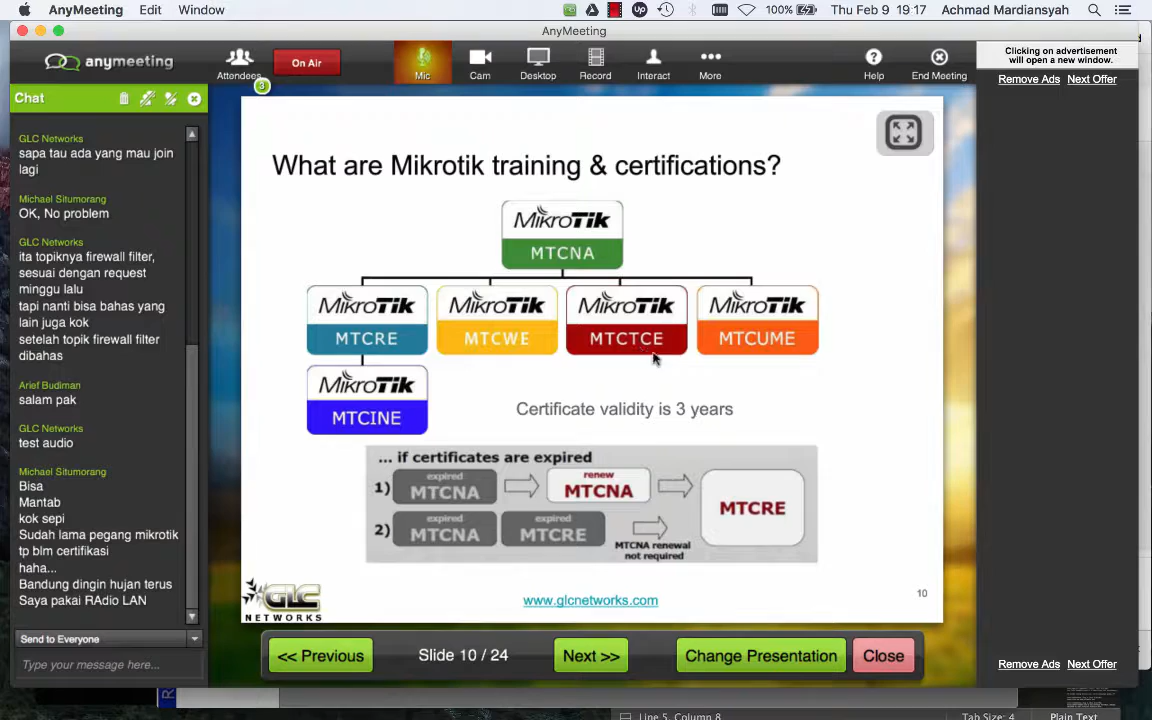 AnyMeeting Edit Window
100% Thu Feb 9 19:17 Achmad Mardiansyah
AnyMeeting
anymeeting
Attendees
3
On Air
Mic
Cam
Desktop
Record
Interact
More
Help
End Meeting
Clicking on advertisement
will open a new window.
Remove Ads Next Offer
Chat
GLC Networks
sapa tau ada yang mau join
lagi
Michael Situmorang
OK, No problem
GLC Networks
ita topiknya firewall filter,
sesuai dengan request
minggu lalu
tapi nanti bisa bahas yang
lain juga kok
setelah topik firewall filter
dibahas
Arief Budiman
salam pak
GLC Networks
test audio
Michael Situmorang
Bisa
Mantab
kok sepi
Sudah lama pegang mikrotik
tp blm certifikasi
haha...
Bandung dingin hujan terus
Saya pakai RAdio LAN
Send to Everyone
Type your message here...
What are Mikrotik training & certifications?
MikroTik
MTCNA
MikroTik
MTCRE
MikroTik
MTCWE
MikroTik
MTCTCE
MikroTik
MTCUME
MikroTik
MTCINE
Certificate validity is 3 years
... if certificates are expired
1) expired MTCNA renew MTCNA
2) expired MTCNA expired MTCRE
MTCNA renewal
not required
MTCRE
GLC
NETWORKS
www.glcnetworks.com
10
<< Previous
Slide 10 / 24
Next >>
Change Presentation
Close
Remove Ads Next Offer
Line 5, Column 8
Tab Size: 4
Plain Text